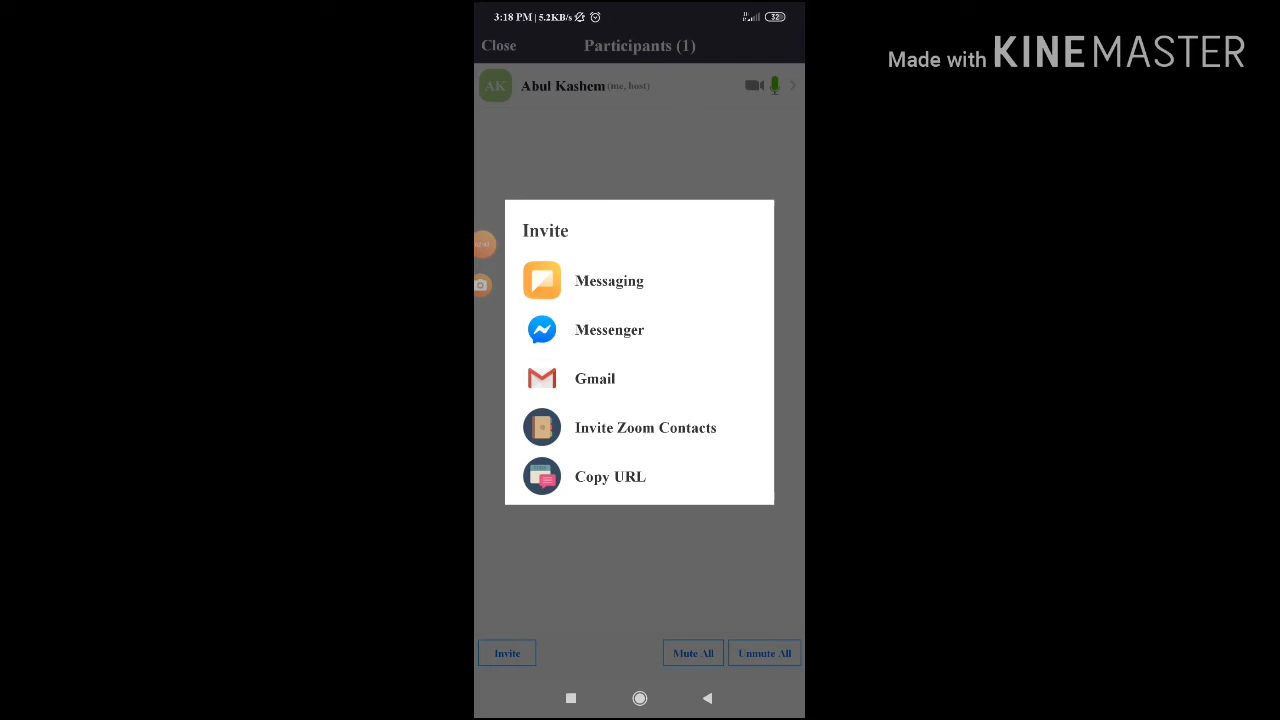 3:18 PM | 5.2KB/s
32
Made with KINEMASTER
Close
Participants (1)
AK
Abul Kashem (me, host)
Invite
Messaging
Messenger
Gmail
Invite Zoom Contacts
Copy URL
Invite
Mute All
Unmute All